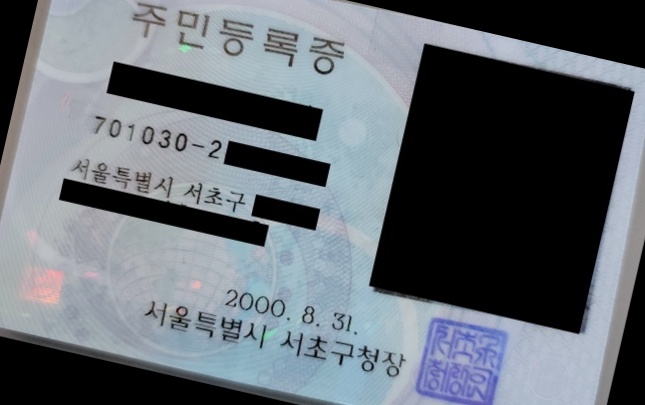 주민등록증
701030-2
서울특별시 서초구
2000. 8. 31.
서울특별시 서초구청장